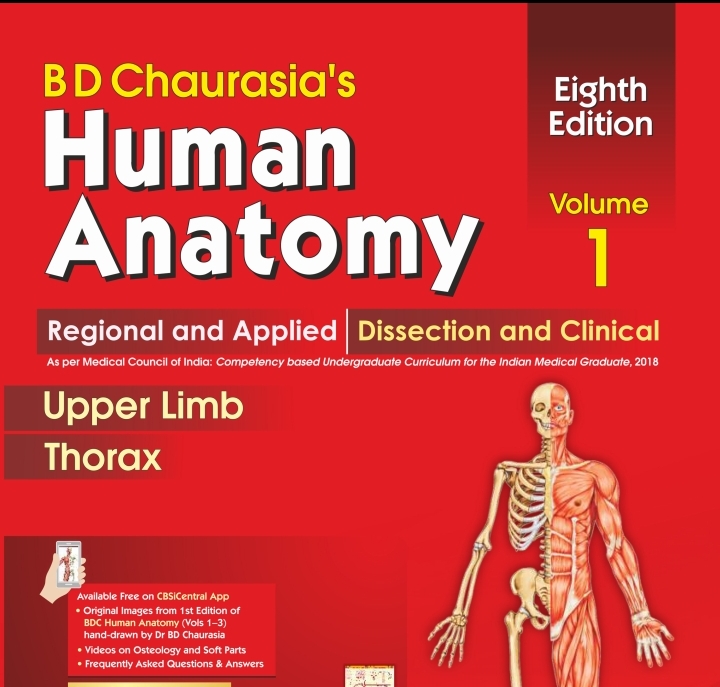 B D Chaurasia's
Human
Anatomy
Eighth
Edition
Volume
1
Regional and Applied | Dissection and Clinical
As per Medical Council of India: Competency based Undergraduate Curriculum for the Indian Medical Graduate, 2018
Upper Limb
Thorax
Available Free on CBSiCentral App
• Original Images from 1st Edition of
BDC Human Anatomy (Vols 1–3)
hand-drawn by Dr BD Chaurasia
• Videos on Osteology and Soft Parts
• Frequently Asked Questions & Answers